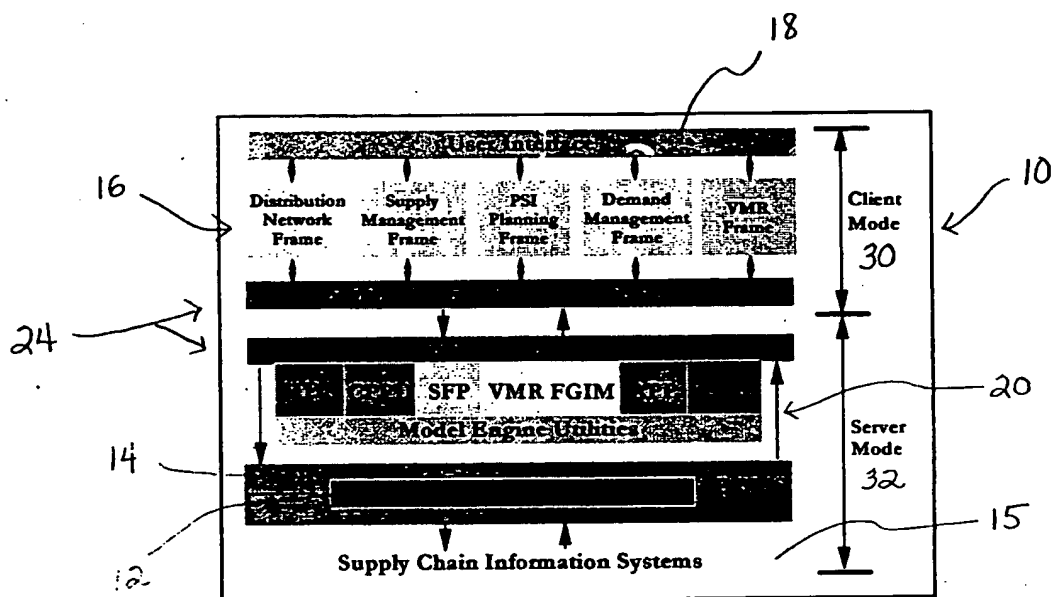 18
User Interface
16
10
Distribution Network Frame
Supply Management Frame
PSI Planning Frame
Demand Management Frame
VMR Frame
Client Mode
30
24
SFP VMR FGIM
20
Model Engine Utilities
Server Mode
32
14
12
15
Supply Chain Information Systems